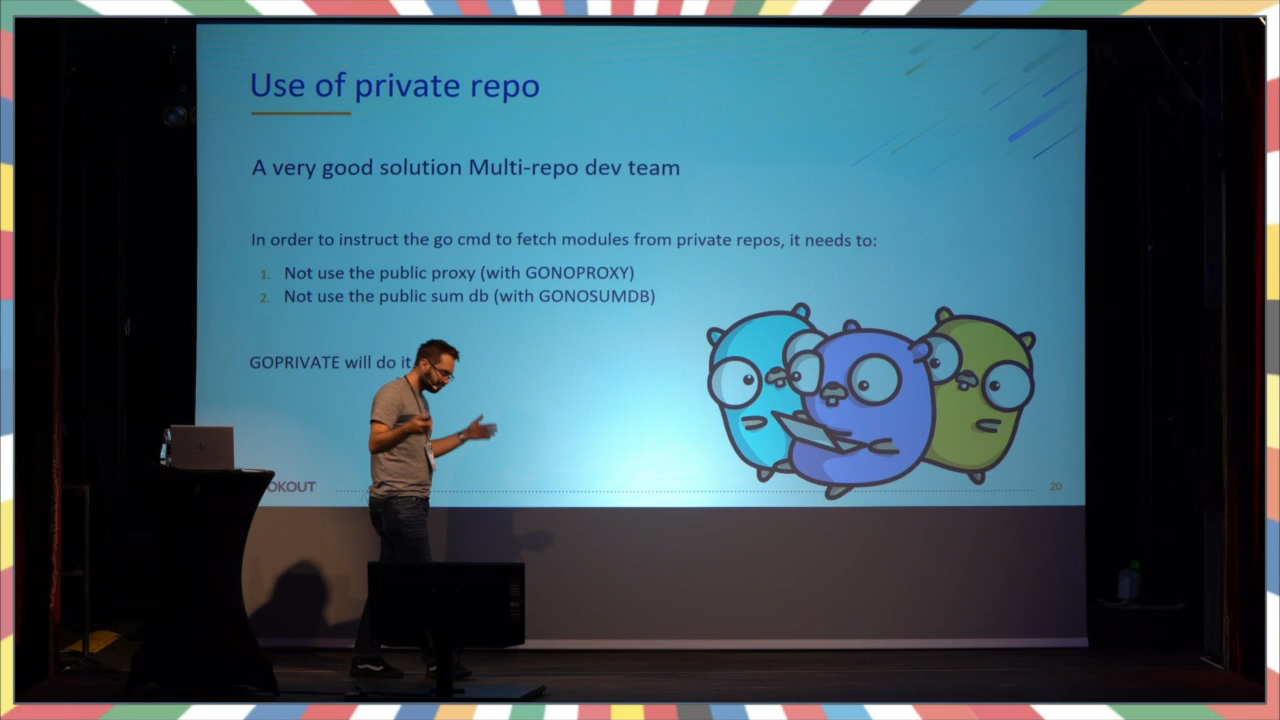 Use of private repo
A very good solution Multi-repo dev team
In order to instruct the go cmd to fetch modules from private repos, it needs to:
1. Not use the public proxy (with GONOPROXY)
2. Not use the public sum db (with GONOSUMDB)
GOPRIVATE will do it
OKOUT
20